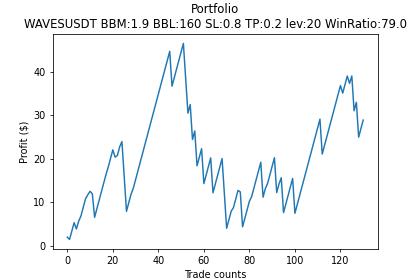 Portfolio
WAVESUSDT BBM:1.9 BBL:160 SL:0.8 TP:0.2 lev:20 WinRatio:79.0
Profit ($)
40
30
20
10
0
0 20 40 60 80 100 120
Trade counts